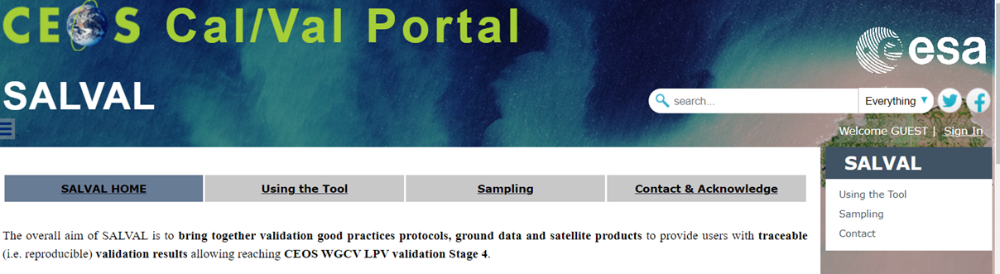 CEOS Cal/Val Portal
esa
SALVAL
search...
Everything
Welcome GUEST | Sign In
SALVAL HOME
Using the Tool
Sampling
Contact & Acknowledge
The overall aim of SALVAL is to bring together validation good practices protocols, ground data and satellite products to provide users with traceable
(i.e. reproducible) validation results allowing reaching CEOS WGCV LPV validation Stage 4.
SALVAL
Using the Tool
Sampling
Contact